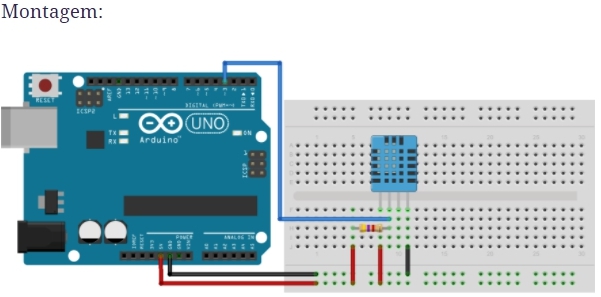 Montagem:
RESET
ICSP2
L
TX
RX
AREF
GND
13
12
~11
~10
~9
8
7
~6
~5
4
~3
2
TX→1
RX←0
DIGITAL (PWM=~)
UNO
ON
Arduino
ICSP
POWER
ANALOG IN
RESET
3V3
5V
GND
GND
VIN
A0
A1
A2
A3
A4
A5